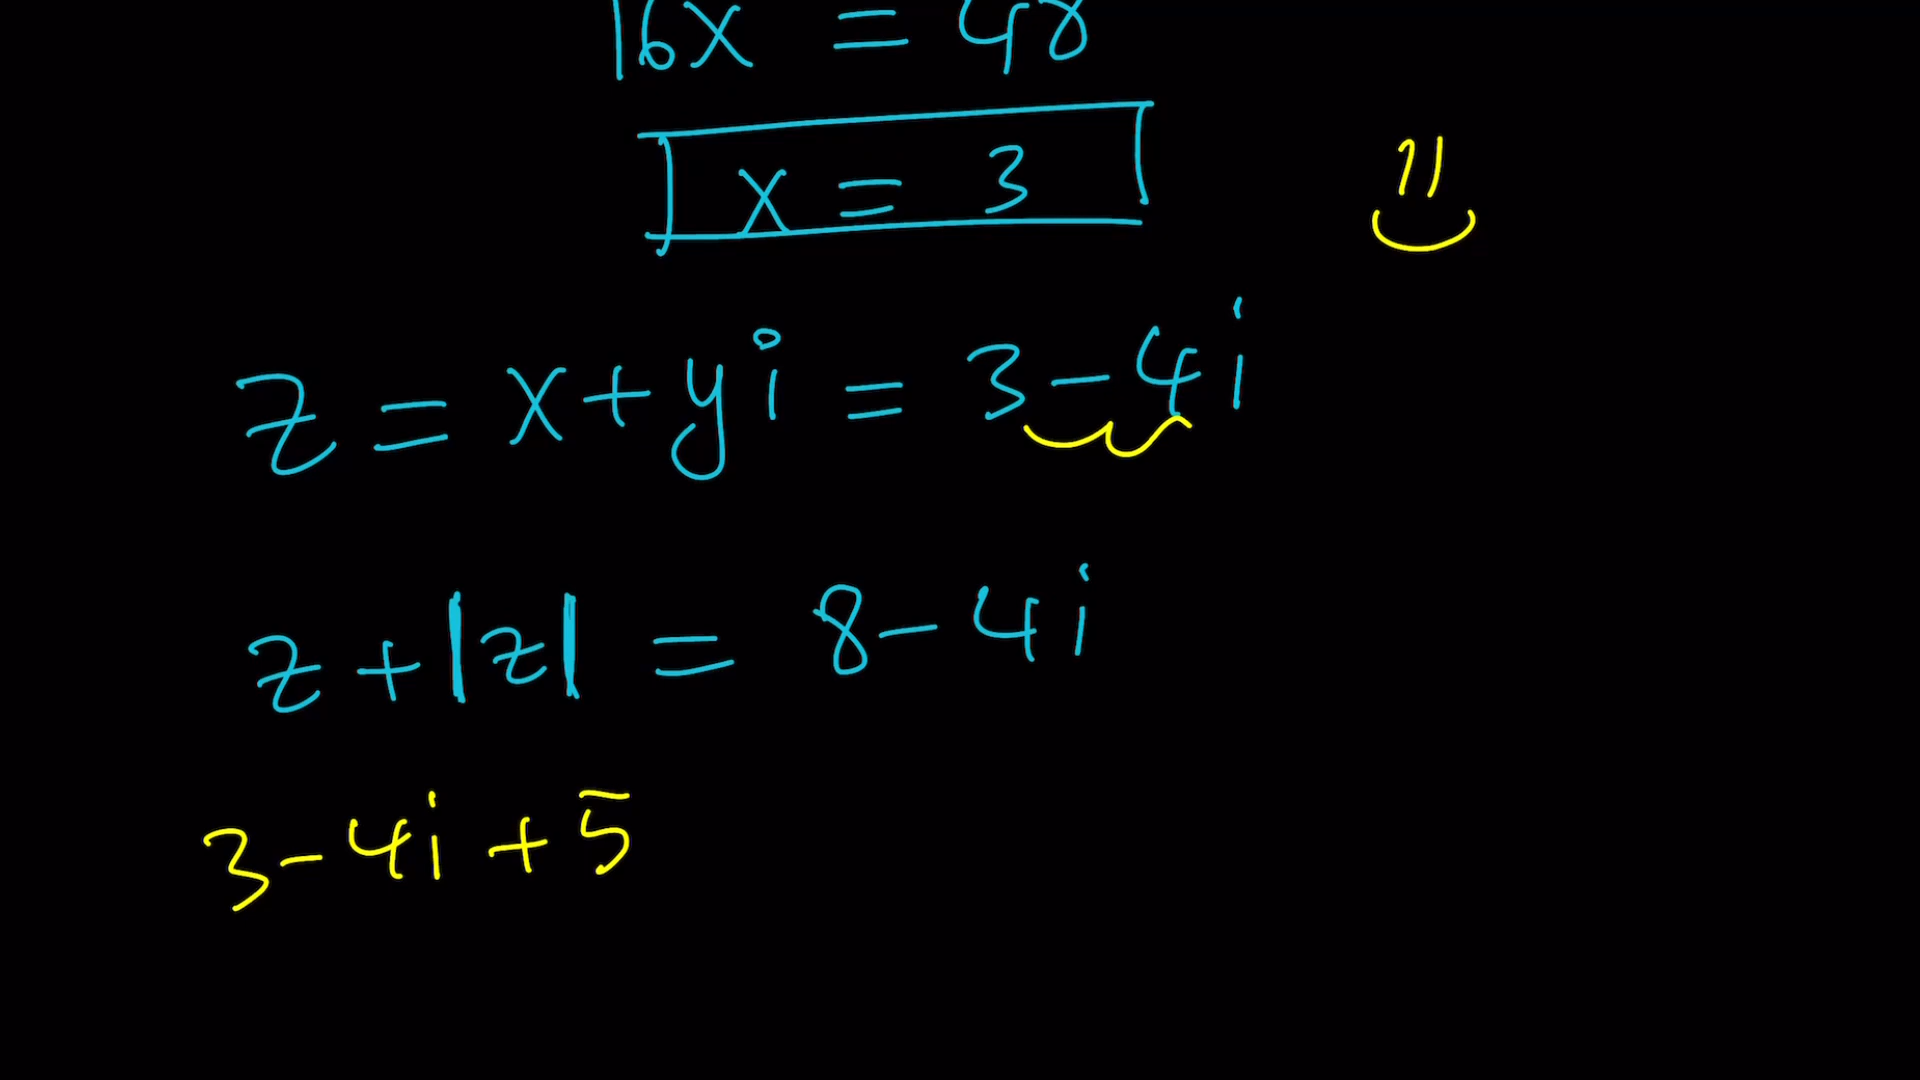 16x = 48
x = 3
z = x + yi = 3 - 4i
z + |z| = 8 - 4i
3 - 4i + 5